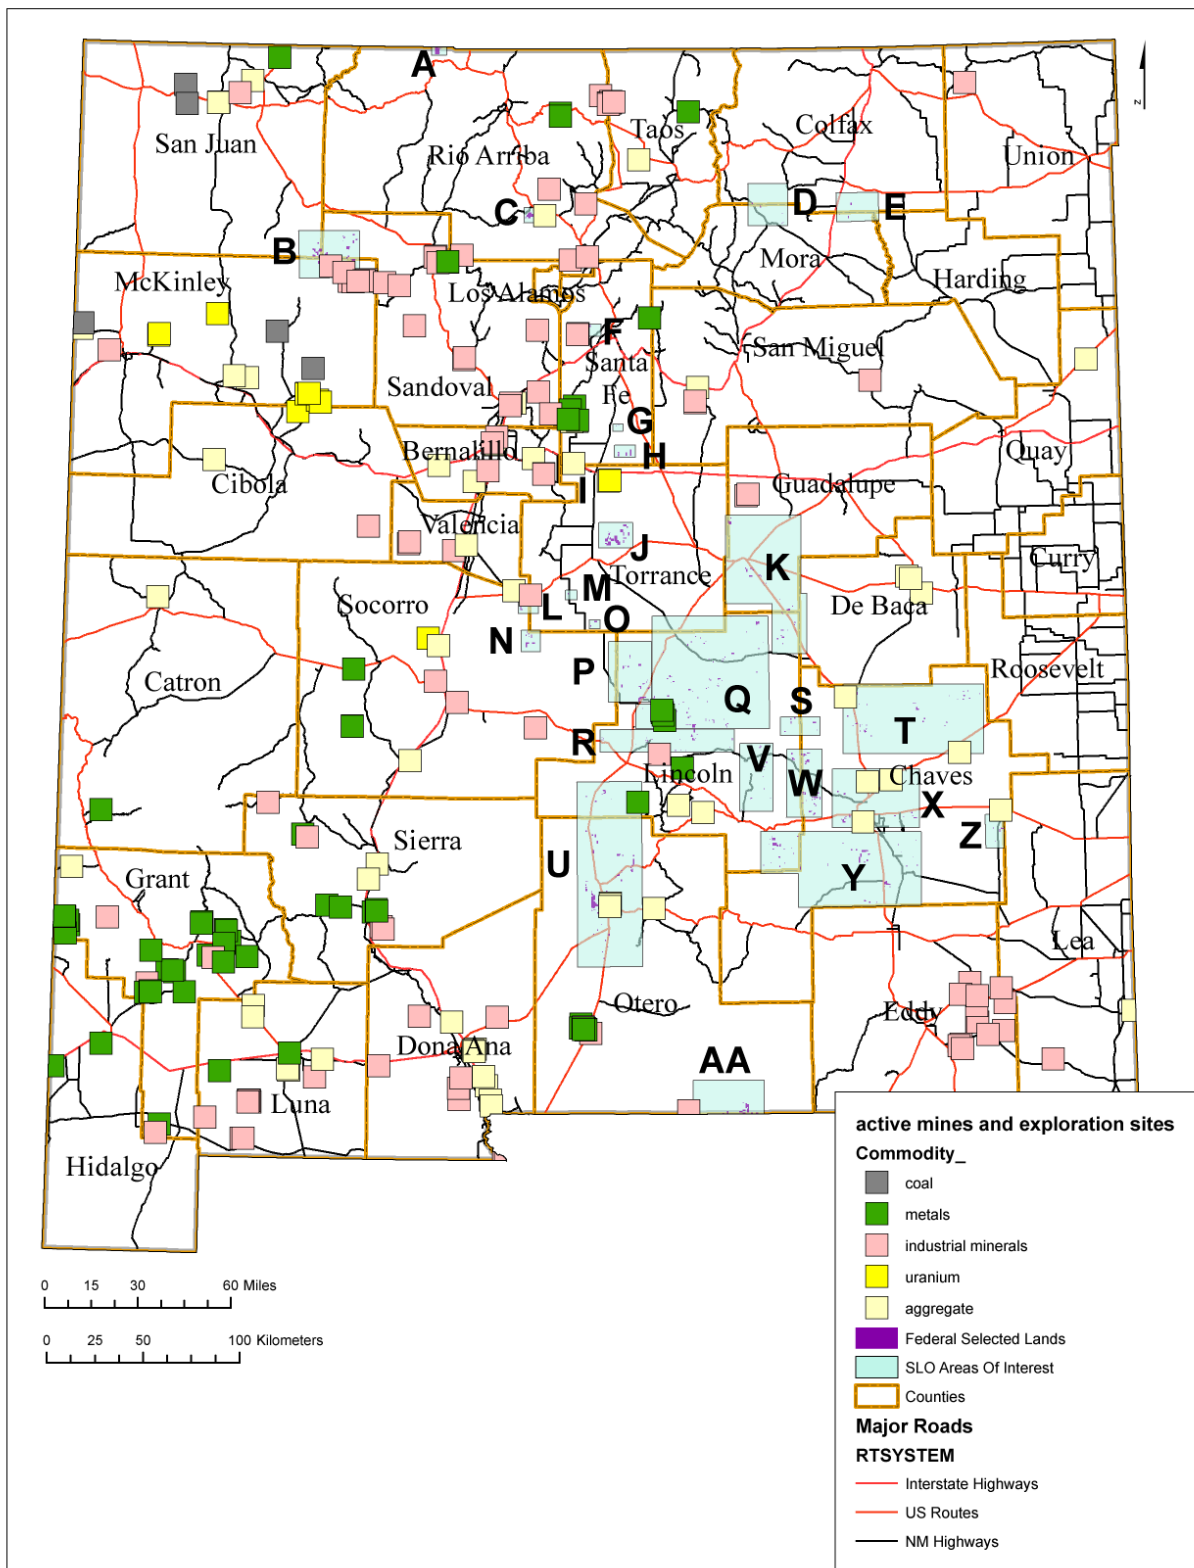 A
N
San Juan
Rio Arriba
Taos
Colfax
Union
C
D
E
B
McKinley
Los Alamos
Mora
Harding
F
Santa
Fe
San Miguel
Sandoval
G
H
Bernalillo
Quay
Cibola
I
Guadalupe
Valencia
J
K
Curry
Torrance
M
L
O
Socorro
De Baca
N
P
Roosevelt
Catron
Q
S
T
R
Lincoln
V
W
Chaves
X
Z
Sierra
U
Y
Grant
Lea
Otero
Eddy
Dona Ana
AA
Luna
Hidalgo
0 15 30 60 Miles
0 25 50 100 Kilometers
active mines and exploration sites
Commodity_
coal
metals
industrial minerals
uranium
aggregate
Federal Selected Lands
SLO Areas Of Interest
Counties
Major Roads
RTSYSTEM
Interstate Highways
US Routes
NM Highways